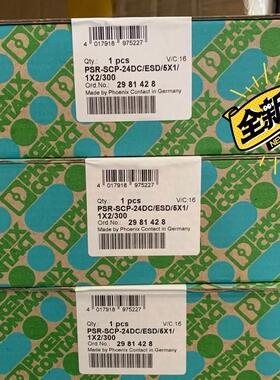 4 017918 975227
Qty.: 1 pcs V/C:16
PSR-SCP-24DC/ESD/5X1/
1X2/300
Ord.No.: 29 81 42 8
Made by Phoenix Contact in Germany
全新
NEW
4 017918 975227
Qty.: 1 pcs V/C:16
PSR-SCP-24DC/ESD/5X1/
1X2/300
Ord.No.: 29 81 42 8
Made by Phoenix Contact in Germany
4 017918 975227
Qty.: 1 pcs V/C:16
PSR-SCP-24DC/ESD/5X1/
1X2/300
Ord.No.: 29 81 42 8
Made by Phoenix Contact in Germany